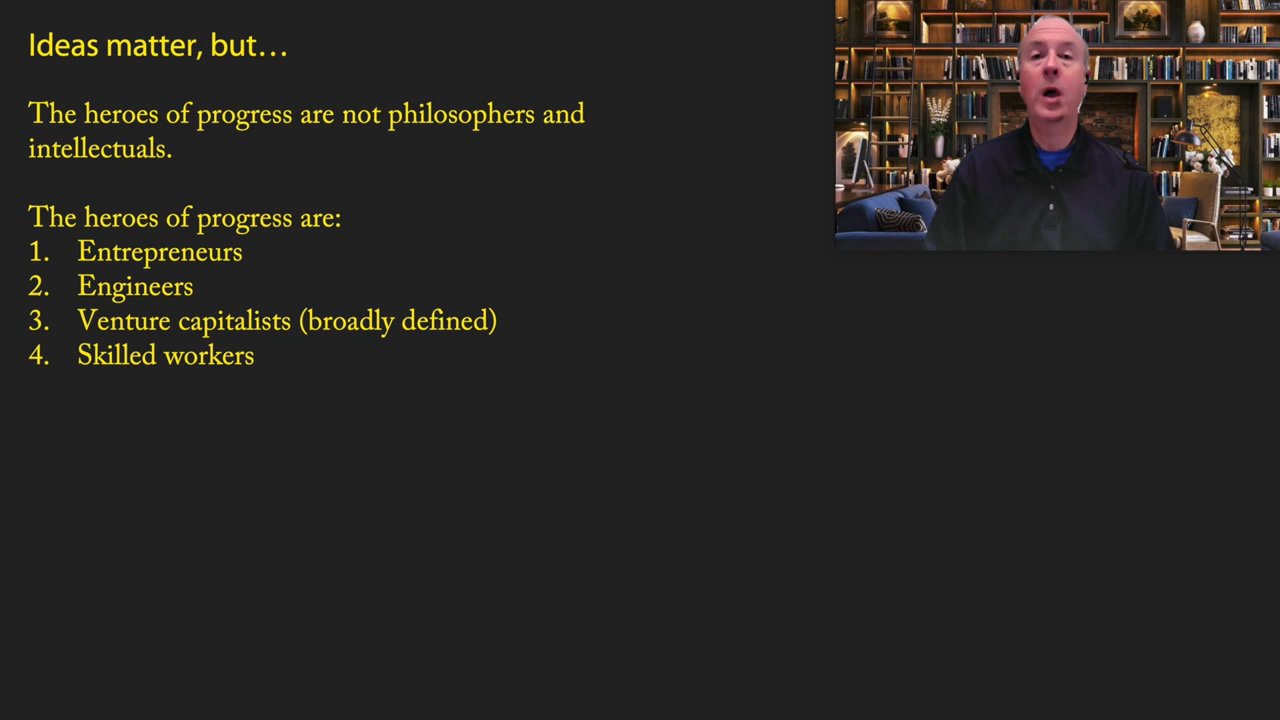 Ideas matter, but…
The heroes of progress are not philosophers and
intellectuals.
The heroes of progress are:
1. Entrepreneurs
2. Engineers
3. Venture capitalists (broadly defined)
4. Skilled workers